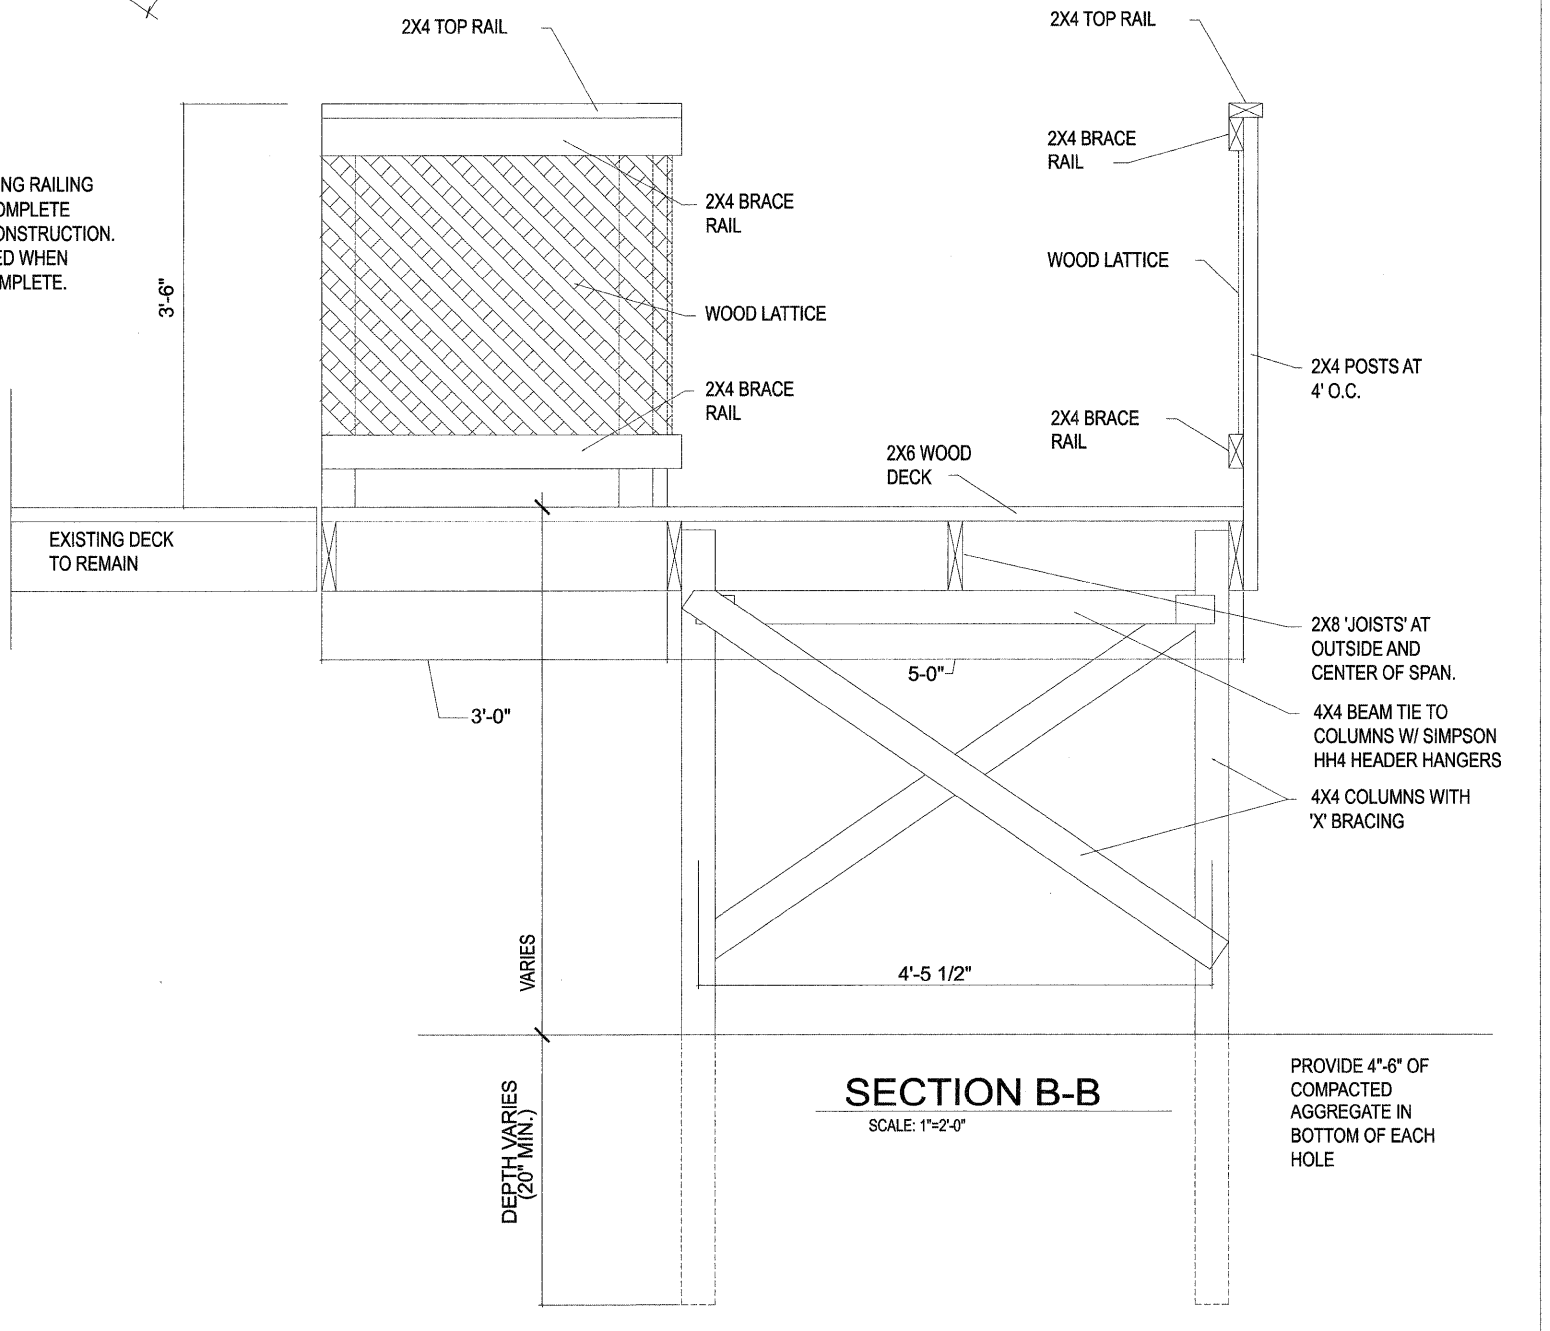 2X4 TOP RAIL
2X4 TOP RAIL
2X4 BRACE
RAIL
NG RAILING
OMPLETE
ONSTRUCTION.
ED WHEN
MPLETE.
3'-6"
2X4 BRACE
RAIL
WOOD LATTICE
WOOD LATTICE
2X4 BRACE
RAIL
2X4 POSTS AT
4' O.C.
2X4 BRACE
RAIL
2X6 WOOD
DECK
EXISTING DECK
TO REMAIN
2X8 'JOISTS' AT
OUTSIDE AND
CENTER OF SPAN.
5-0"
3'-0"
4X4 BEAM TIE TO
COLUMNS W/ SIMPSON
HH4 HEADER HANGERS
4X4 COLUMNS WITH
'X' BRACING
VARIES
4'-5 1/2"
SECTION B-B
SCALE: 1"=2'-0"
DEPTH VARIES
(20" MIN.)
PROVIDE 4"-6" OF
COMPACTED
AGGREGATE IN
BOTTOM OF EACH
HOLE